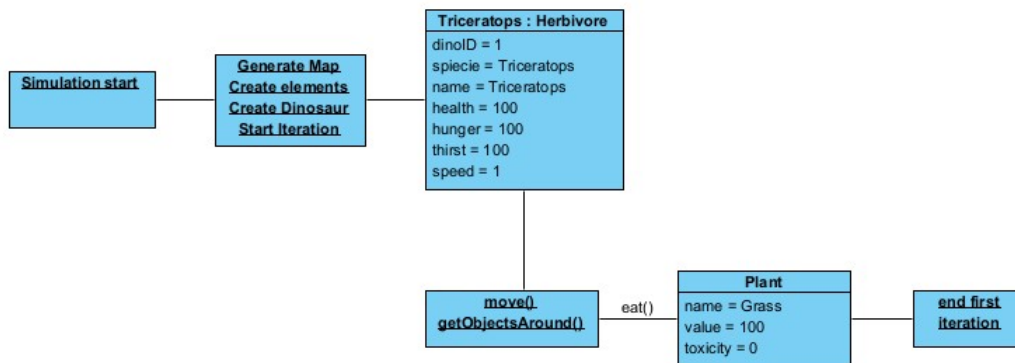 Simulation start
Generate Map
Create elements
Create Dinosaur
Start Iteration
Triceratops : Herbivore
dinoID = 1
spiecie = Triceratops
name = Triceratops
health = 100
hunger = 100
thirst = 100
speed = 1
move()
getObjectsAround()
eat()
Plant
name = Grass
value = 100
toxicity = 0
end first
iteration